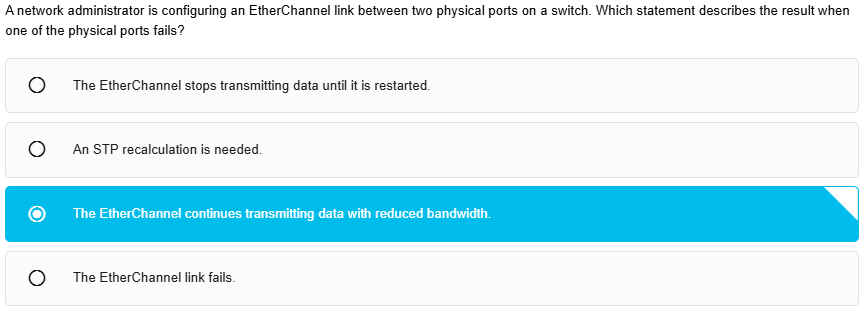 A network administrator is configuring an EtherChannel link between two physical ports on a switch. Which statement describes the result when
one of the physical ports fails?
The EtherChannel stops transmitting data until it is restarted.
An STP recalculation is needed.
The EtherChannel continues transmitting data with reduced bandwidth.
The EtherChannel link fails.